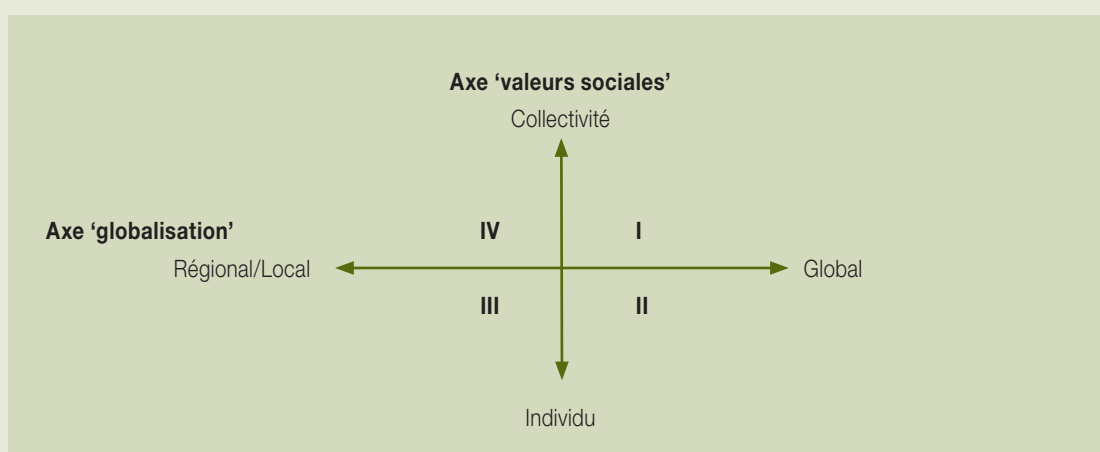 Axe ‘valeurs sociales’
Collectivité
Axe ‘globalisation’
IV
I
Régional/Local
Global
III
II
Individu